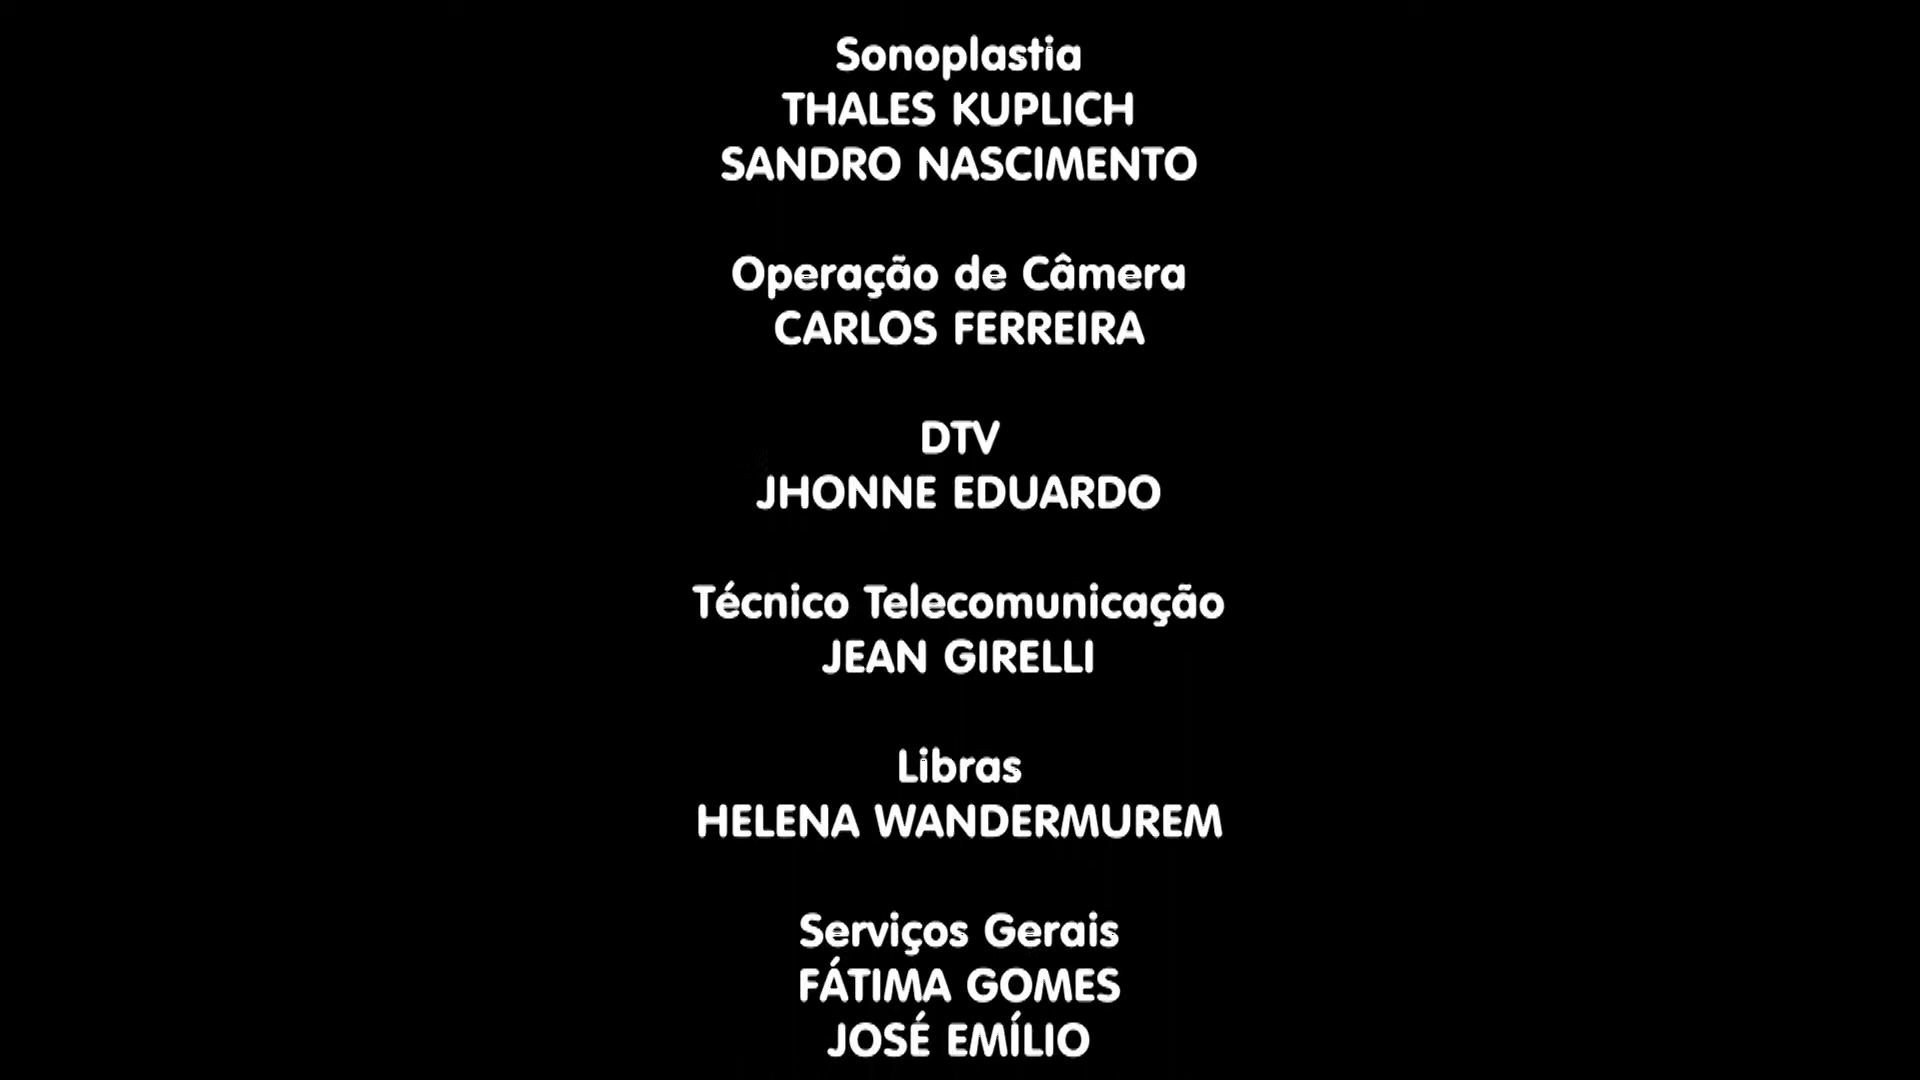 Sonoplastia
THALES KUPLICH
SANDRO NASCIMENTO
Operação de Câmera
CARLOS FERREIRA
DTV
JHONNE EDUARDO
Técnico Telecomunicação
JEAN GIRELLI
Libras
HELENA WANDERMUREM
Serviços Gerais
FÁTIMA GOMES
JOSÉ EMÍLIO